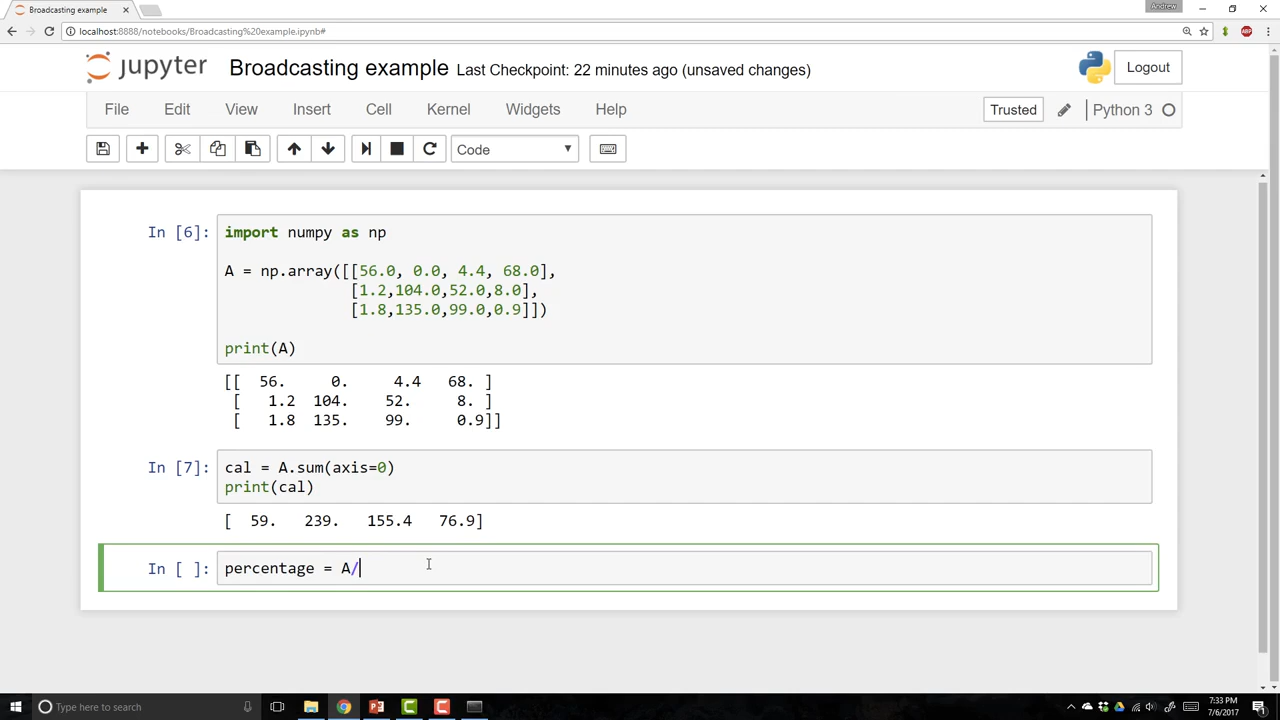 Broadcasting example
Andrew
localhost:8888/notebooks/Broadcasting%20example.ipynb#
ABP
jupyter Broadcasting example Last Checkpoint: 22 minutes ago (unsaved changes)
Logout
File Edit View Insert Cell Kernel Widgets Help
Trusted
Python 3
Code
In [6]: import numpy as np
A = np.array([[56.0, 0.0, 4.4, 68.0],
[1.2,104.0,52.0,8.0],
[1.8,135.0,99.0,0.9]])
print(A)
[[ 56. 0. 4.4 68. ]
[ 1.2 104. 52. 8. ]
[ 1.8 135. 99. 0.9]]
In [7]: cal = A.sum(axis=0)
print(cal)
[ 59. 239. 155.4 76.9]
In [ ]: percentage = A/
Type here to search
7:33 PM
7/6/2017